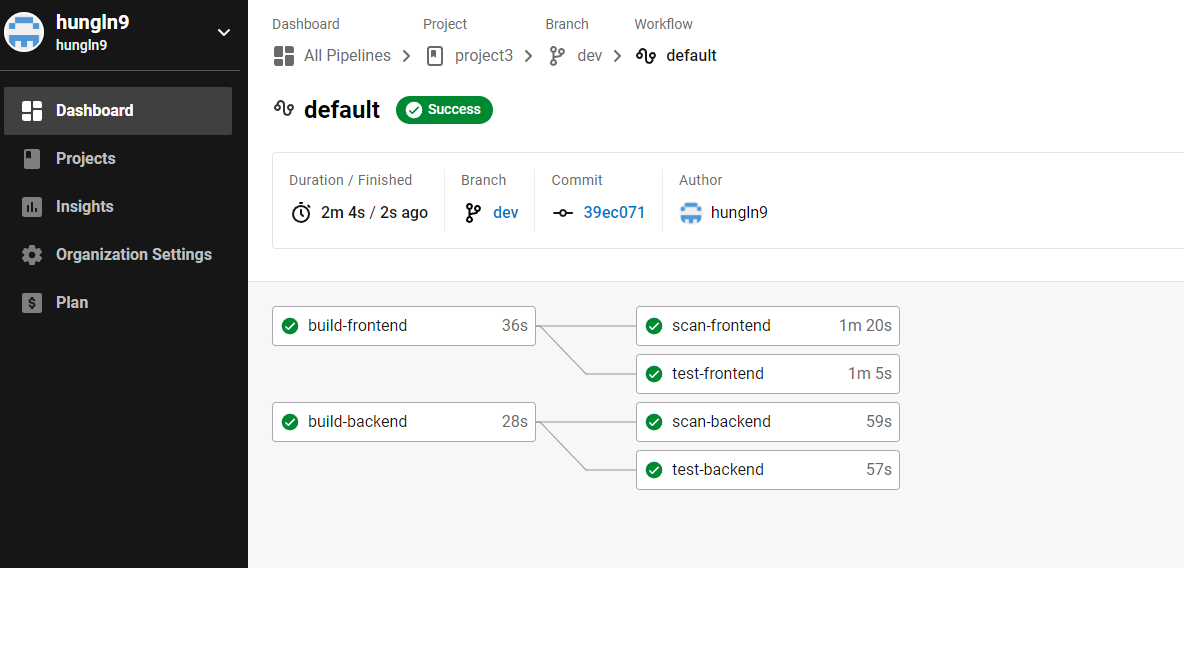 hungln9
hungln9
Dashboard
Projects
Insights
Organization Settings
Plan
Dashboard Project Branch Workflow
All Pipelines project3 dev default
default Success
Duration / Finished Branch Commit Author
2m 4s / 2s ago dev 39ec071 hungln9
build-frontend 36s scan-frontend 1m 20s
test-frontend 1m 5s
build-backend 28s scan-backend 59s
test-backend 57s